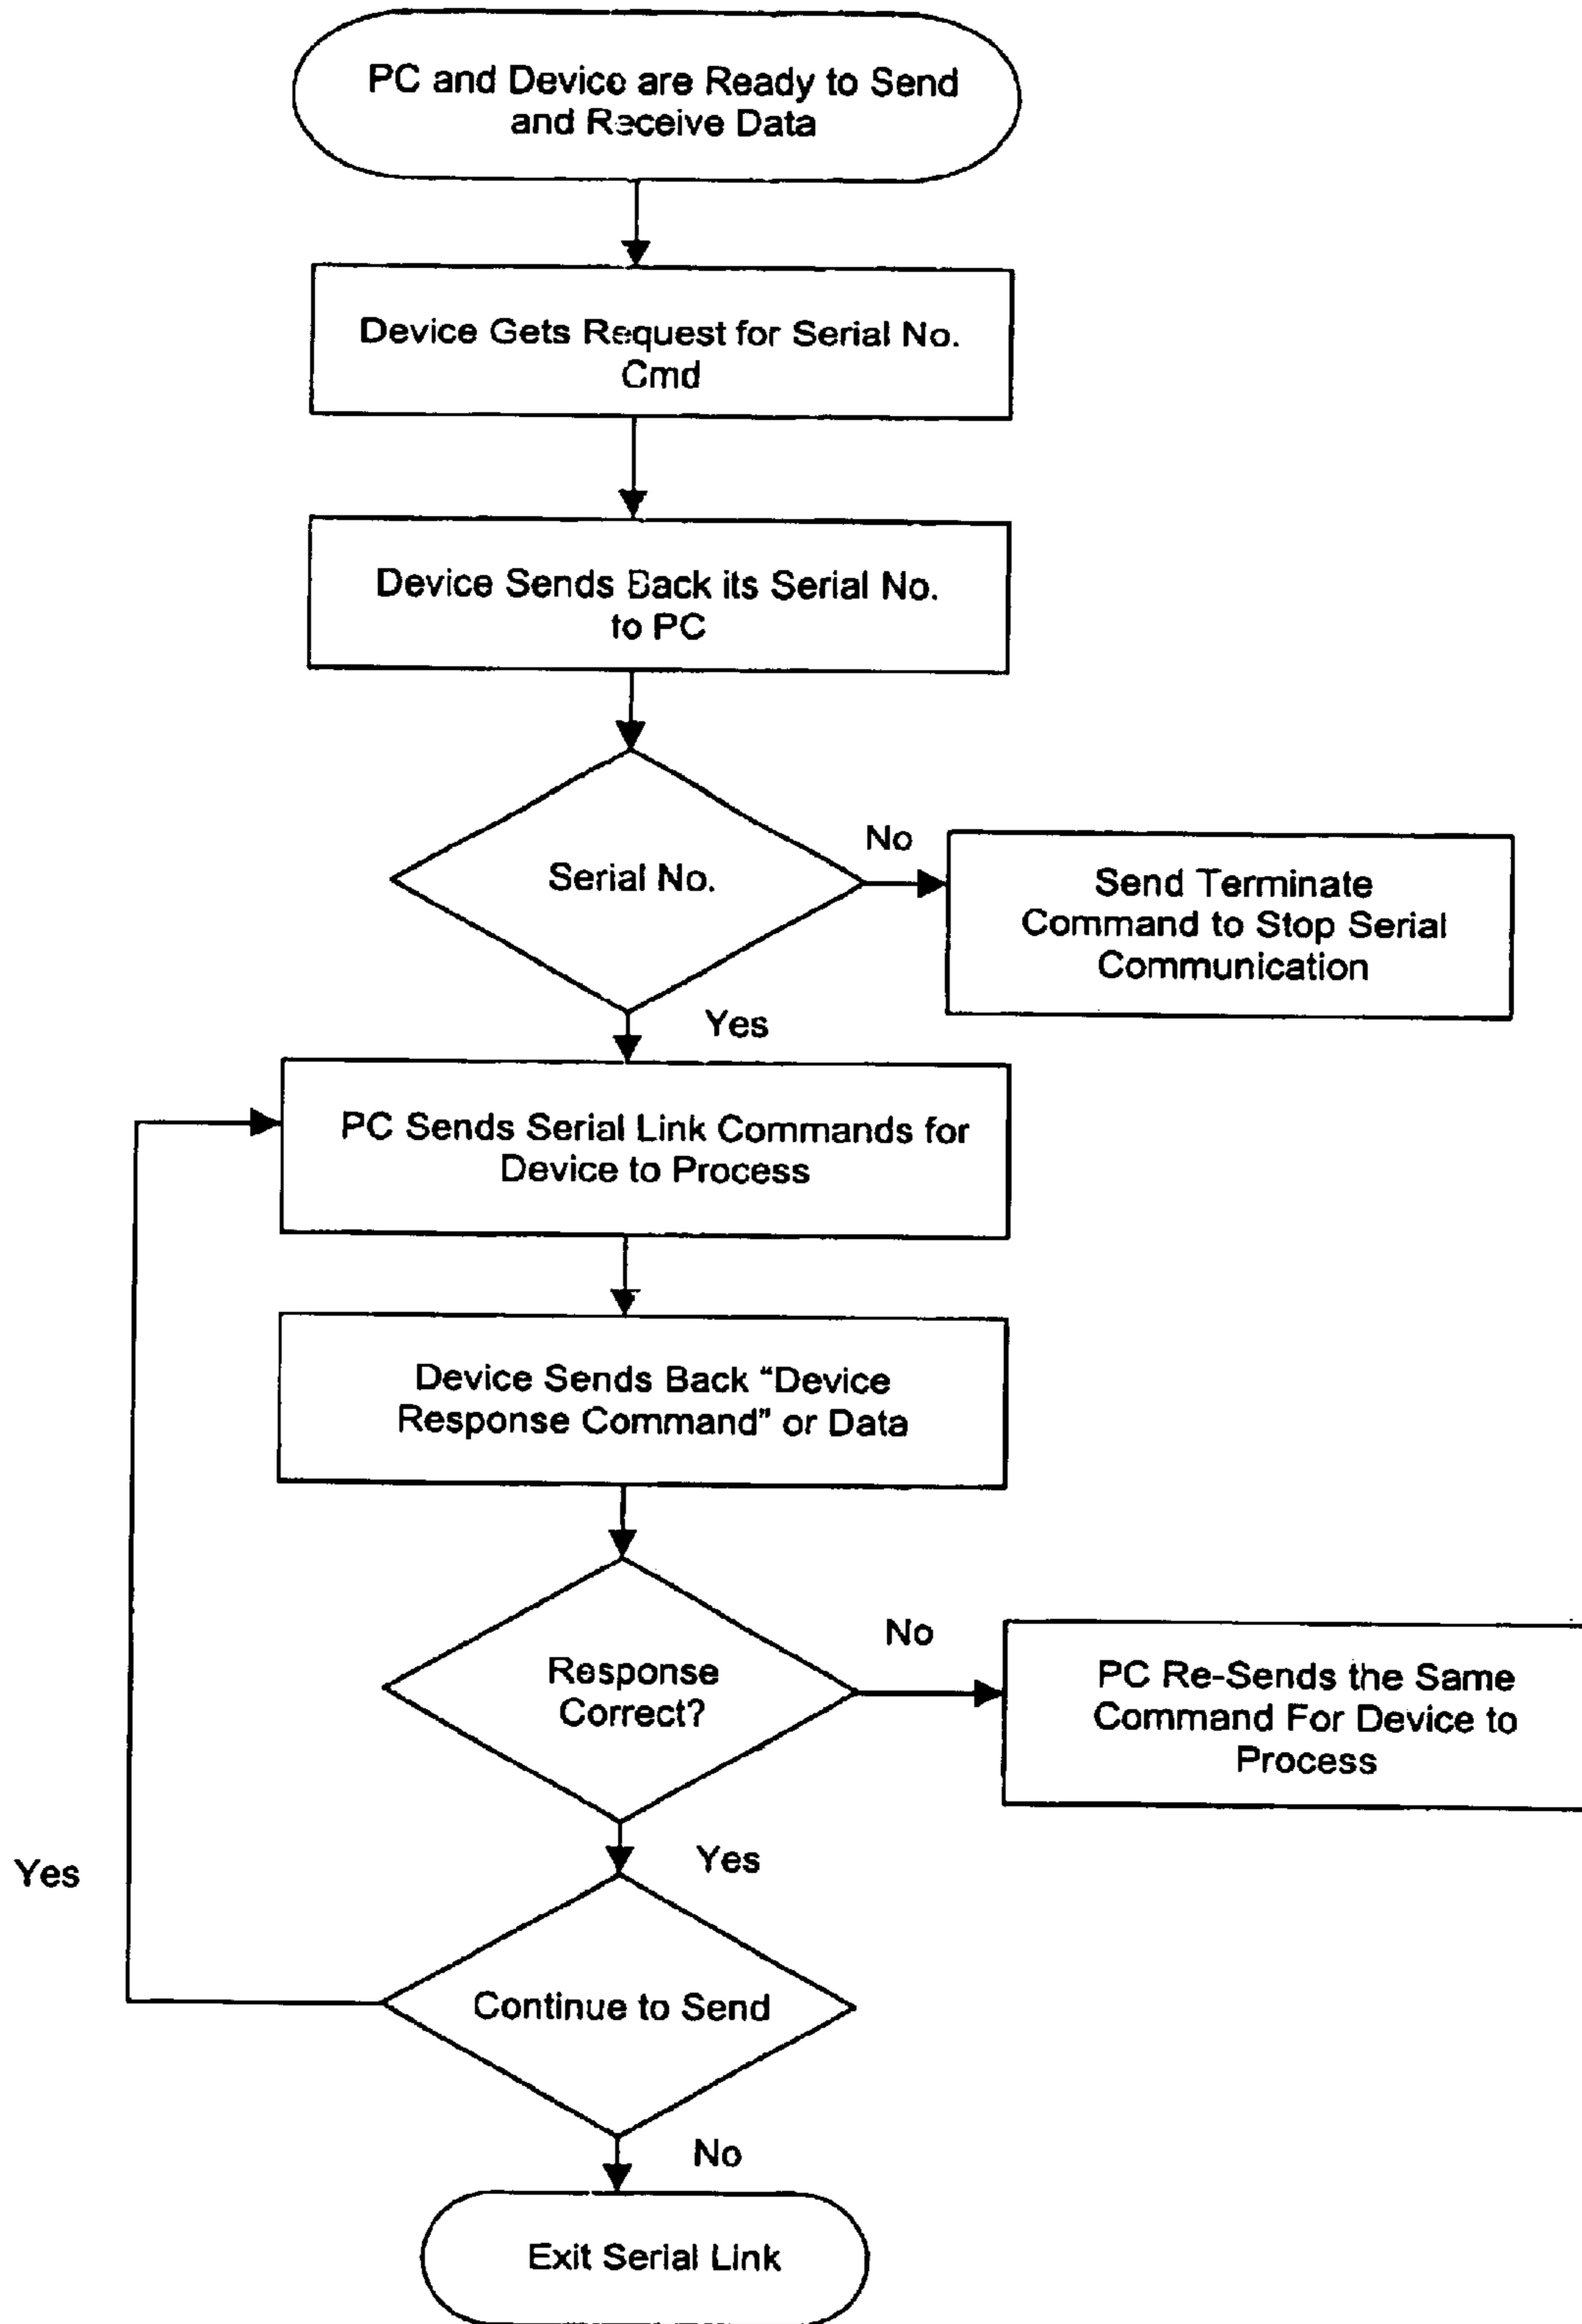 PC and Device are Ready to Send
and Receive Data
Device Gets Request for Serial No.
Cmd
Device Sends Back its Serial No.
to PC
Serial No.
No
Send Terminate
Command to Stop Serial
Communication
Yes
PC Sends Serial Link Commands for
Device to Process
Device Sends Back “Device
Response Command” or Data
Response
Correct?
No
PC Re-Sends the Same
Command For Device to
Process
Yes
Yes
Continue to Send
No
Exit Serial Link